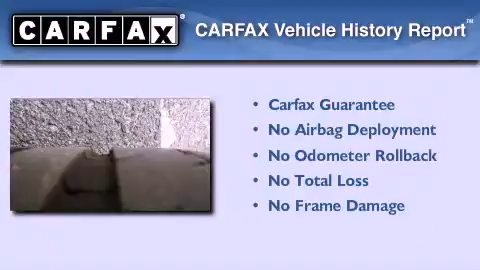 CARFAX® CARFAX Vehicle History Report™
• Carfax Guarantee
• No Airbag Deployment
• No Odometer Rollback
• No Total Loss
• No Frame Damage